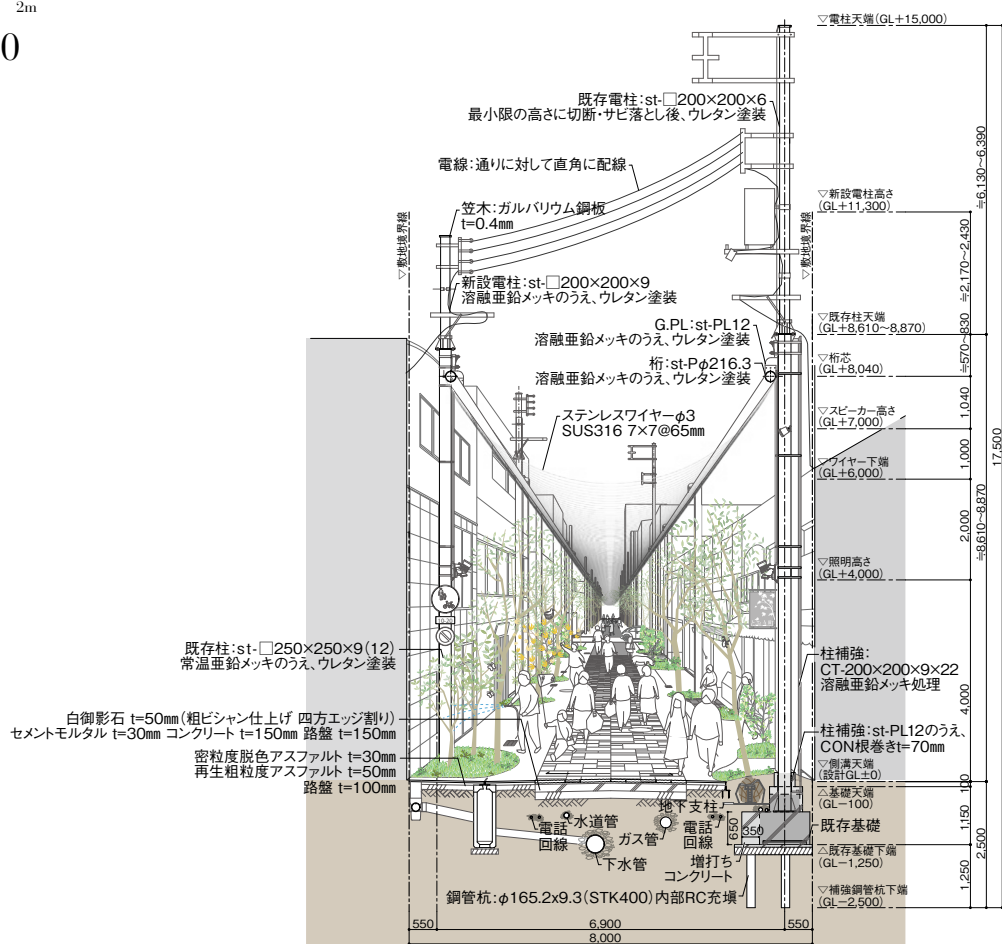 2m
0
▽電柱天端(GL+15,000)
既存電柱:st-□200×200×6
最小限の高さに切断・サビ落とし後、ウレタン塗装
電線:通りに対して直角に配線
笠木:ガルバリウム鋼板
t=0.4mm
▽敷地境界線
▽敷地境界線
新設電柱:st-□200×200×9
溶融亜鉛メッキのうえ、ウレタン塗装
G.PL:st-PL12
溶融亜鉛メッキのうえ、ウレタン塗装
桁:st-Pφ216.3
溶融亜鉛メッキのうえ、ウレタン塗装
ステンレスワイヤーφ3
SUS316 7×7@65mm
▽新設電柱高さ
(GL+11,300)
▽既存柱天端
(GL+8,610〜8,870)
▽桁芯
(GL+8,040)
▽スピーカー高さ
(GL+7,000)
▽ワイヤー下端
(GL+6,000)
▽照明高さ
(GL+4,000)
≒6,130〜6,390
≒2,170〜2,430
≒570〜830
1,040
1,000
2,000
4,000
100
1,150
1,250
≒8,610〜8,870
2,500
17,500
既存柱:st-□250×250×9(12)
常温亜鉛メッキのうえ、ウレタン塗装
白御影石 t=50mm(粗ビシャン仕上げ 四方エッジ割り)
セメントモルタル t=30mm コンクリート t=150mm 路盤 t=150mm
密粒度脱色アスファルト t=30mm
再生粗粒度アスファルト t=50mm
路盤 t=100mm
柱補強:
CT-200×200×9×22
溶融亜鉛メッキ処理
柱補強:st-PL12のうえ、
CON根巻きt=70mm
▽側溝天端
(設計GL±0)
△基礎天端
(GL−100)
既存基礎
△既存基礎下端
(GL−1,250)
▽補強鋼管杭下端
(GL−2,500)
地下支柱
電話
回線
水道管
ガス管
電話
回線
下水管
650
350
増打ち
コンクリート
鋼管杭:φ165.2x9.3(STK400)内部RC充填
550
6,900
550
8,000